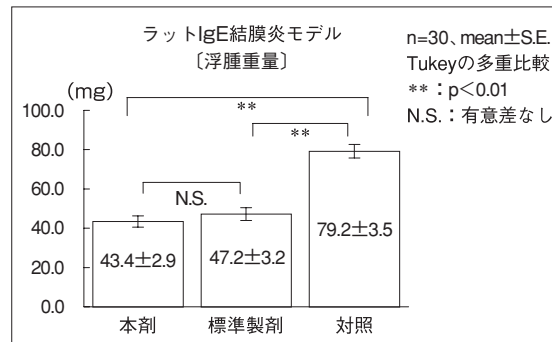 ラットIgE結膜炎モデル
〔浮腫重量〕
n=30、mean±S.E.
Tukeyの多重比較
**：p<0.01
N.S.：有意差なし
(mg)
100.0
80.0
60.0
40.0
20.0
0.0
**
**
N.S.
43.4±2.9
47.2±3.2
79.2±3.5
本剤
標準製剤
対照